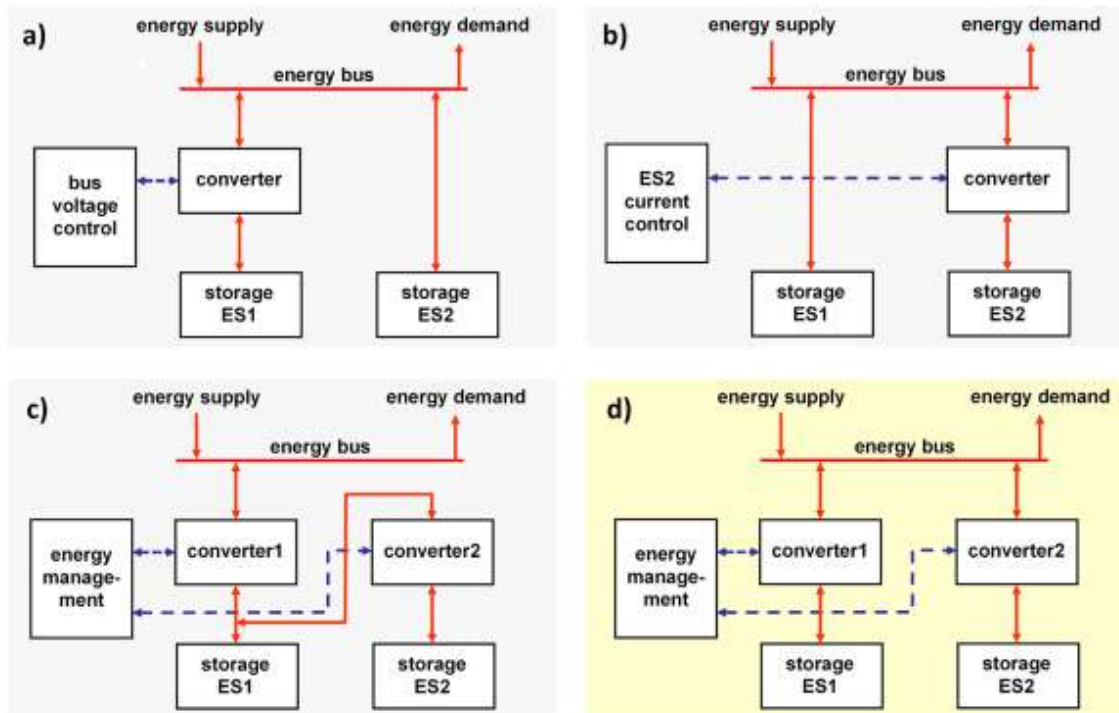 a)
energy supply
energy demand
energy bus
bus
voltage
control
converter
storage
ES1
storage
ES2
b)
energy supply
energy demand
energy bus
ES2
current
control
converter
storage
ES1
storage
ES2
c)
energy supply
energy demand
energy bus
energy
manage-
ment
converter1
converter2
storage
ES1
storage
ES2
d)
energy supply
energy demand
energy bus
energy
manage-
ment
converter1
converter2
storage
ES1
storage
ES2